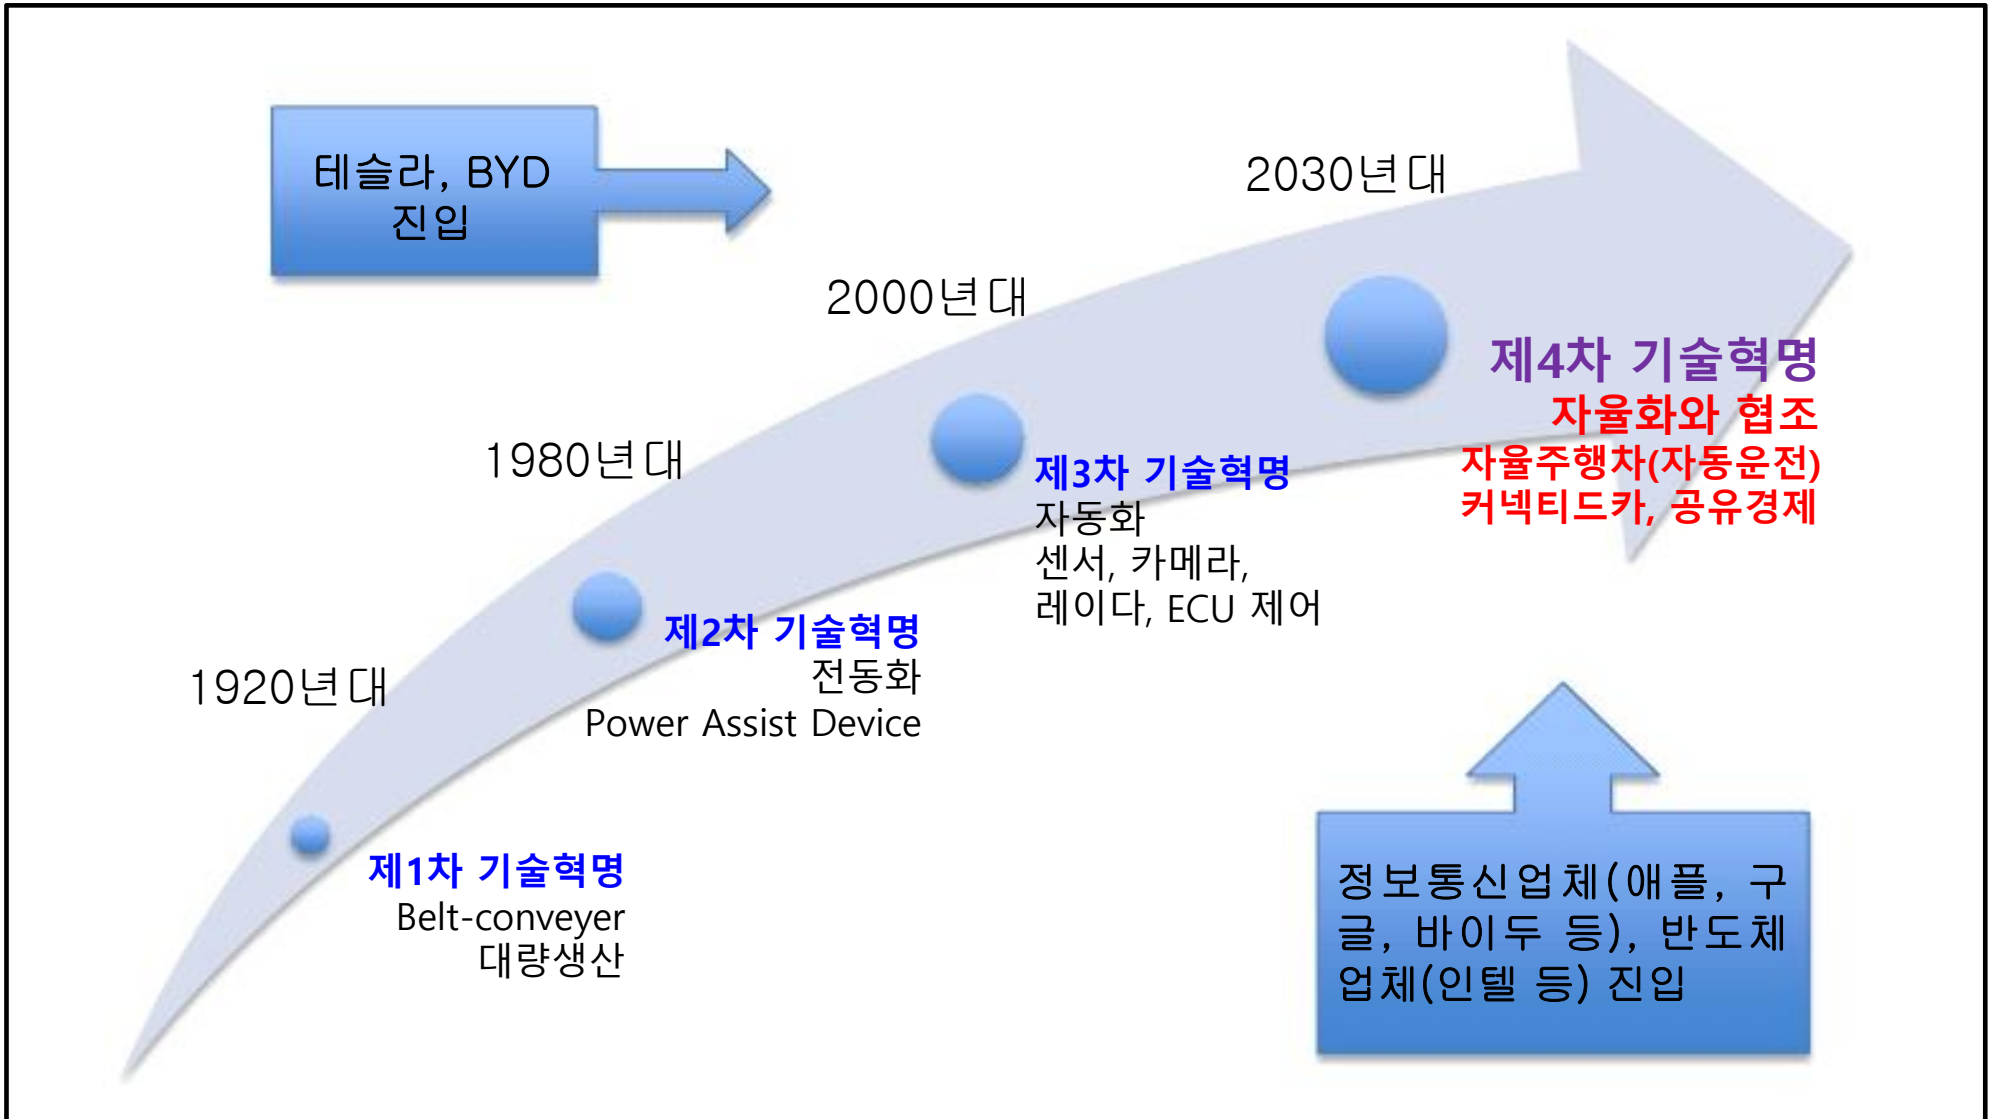 테슬라, BYD
진입
2030년대
2000년대
제4차 기술혁명
자율화와 협조
자율주행차(자동운전)
커넥티드카, 공유경제
1980년대
제3차 기술혁명
자동화
센서, 카메라,
레이다, ECU 제어
제2차 기술혁명
전동화
Power Assist Device
1920년대
제1차 기술혁명
Belt-conveyer
대량생산
정보통신업체(애플, 구
글, 바이두 등), 반도체
업체(인텔 등) 진입